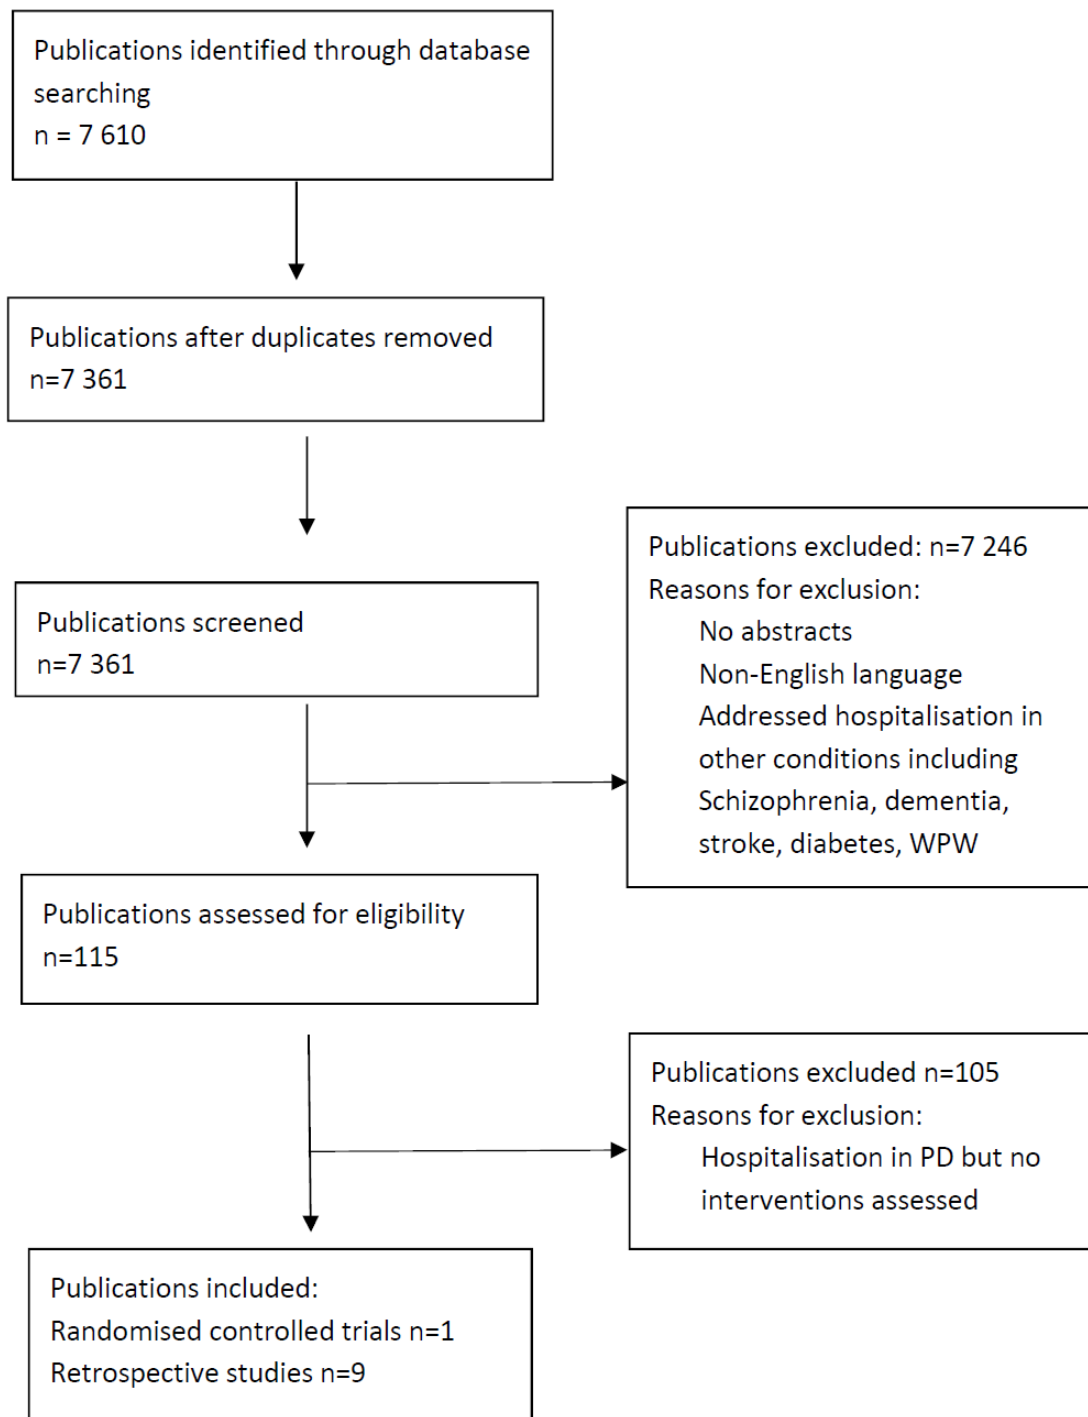 Publications identified through database
searching
n = 7 610
Publications after duplicates removed
n=7 361
Publications screened
n=7 361
Publications excluded: n=7 246
Reasons for exclusion:
No abstracts
Non-English language
Addressed hospitalisation in
other conditions including
Schizophrenia, dementia,
stroke, diabetes, WPW
Publications assessed for eligibility
n=115
Publications excluded n=105
Reasons for exclusion:
Hospitalisation in PD but no
interventions assessed
Publications included:
Randomised controlled trials n=1
Retrospective studies n=9